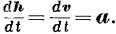 dh/dt = dv/dt = a.